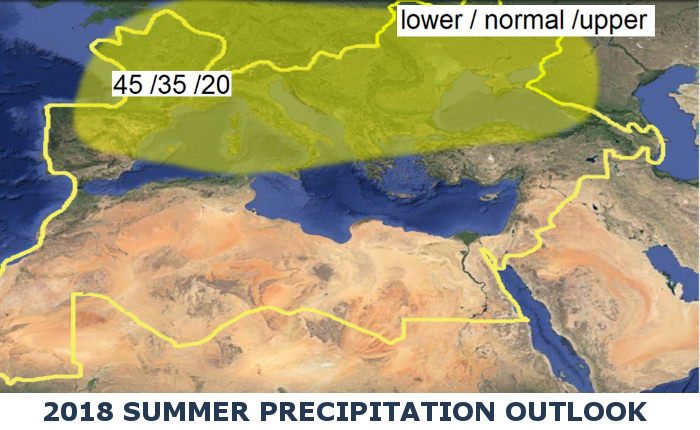 lower / normal /upper
45 /35 /20
2018 SUMMER PRECIPITATION OUTLOOK